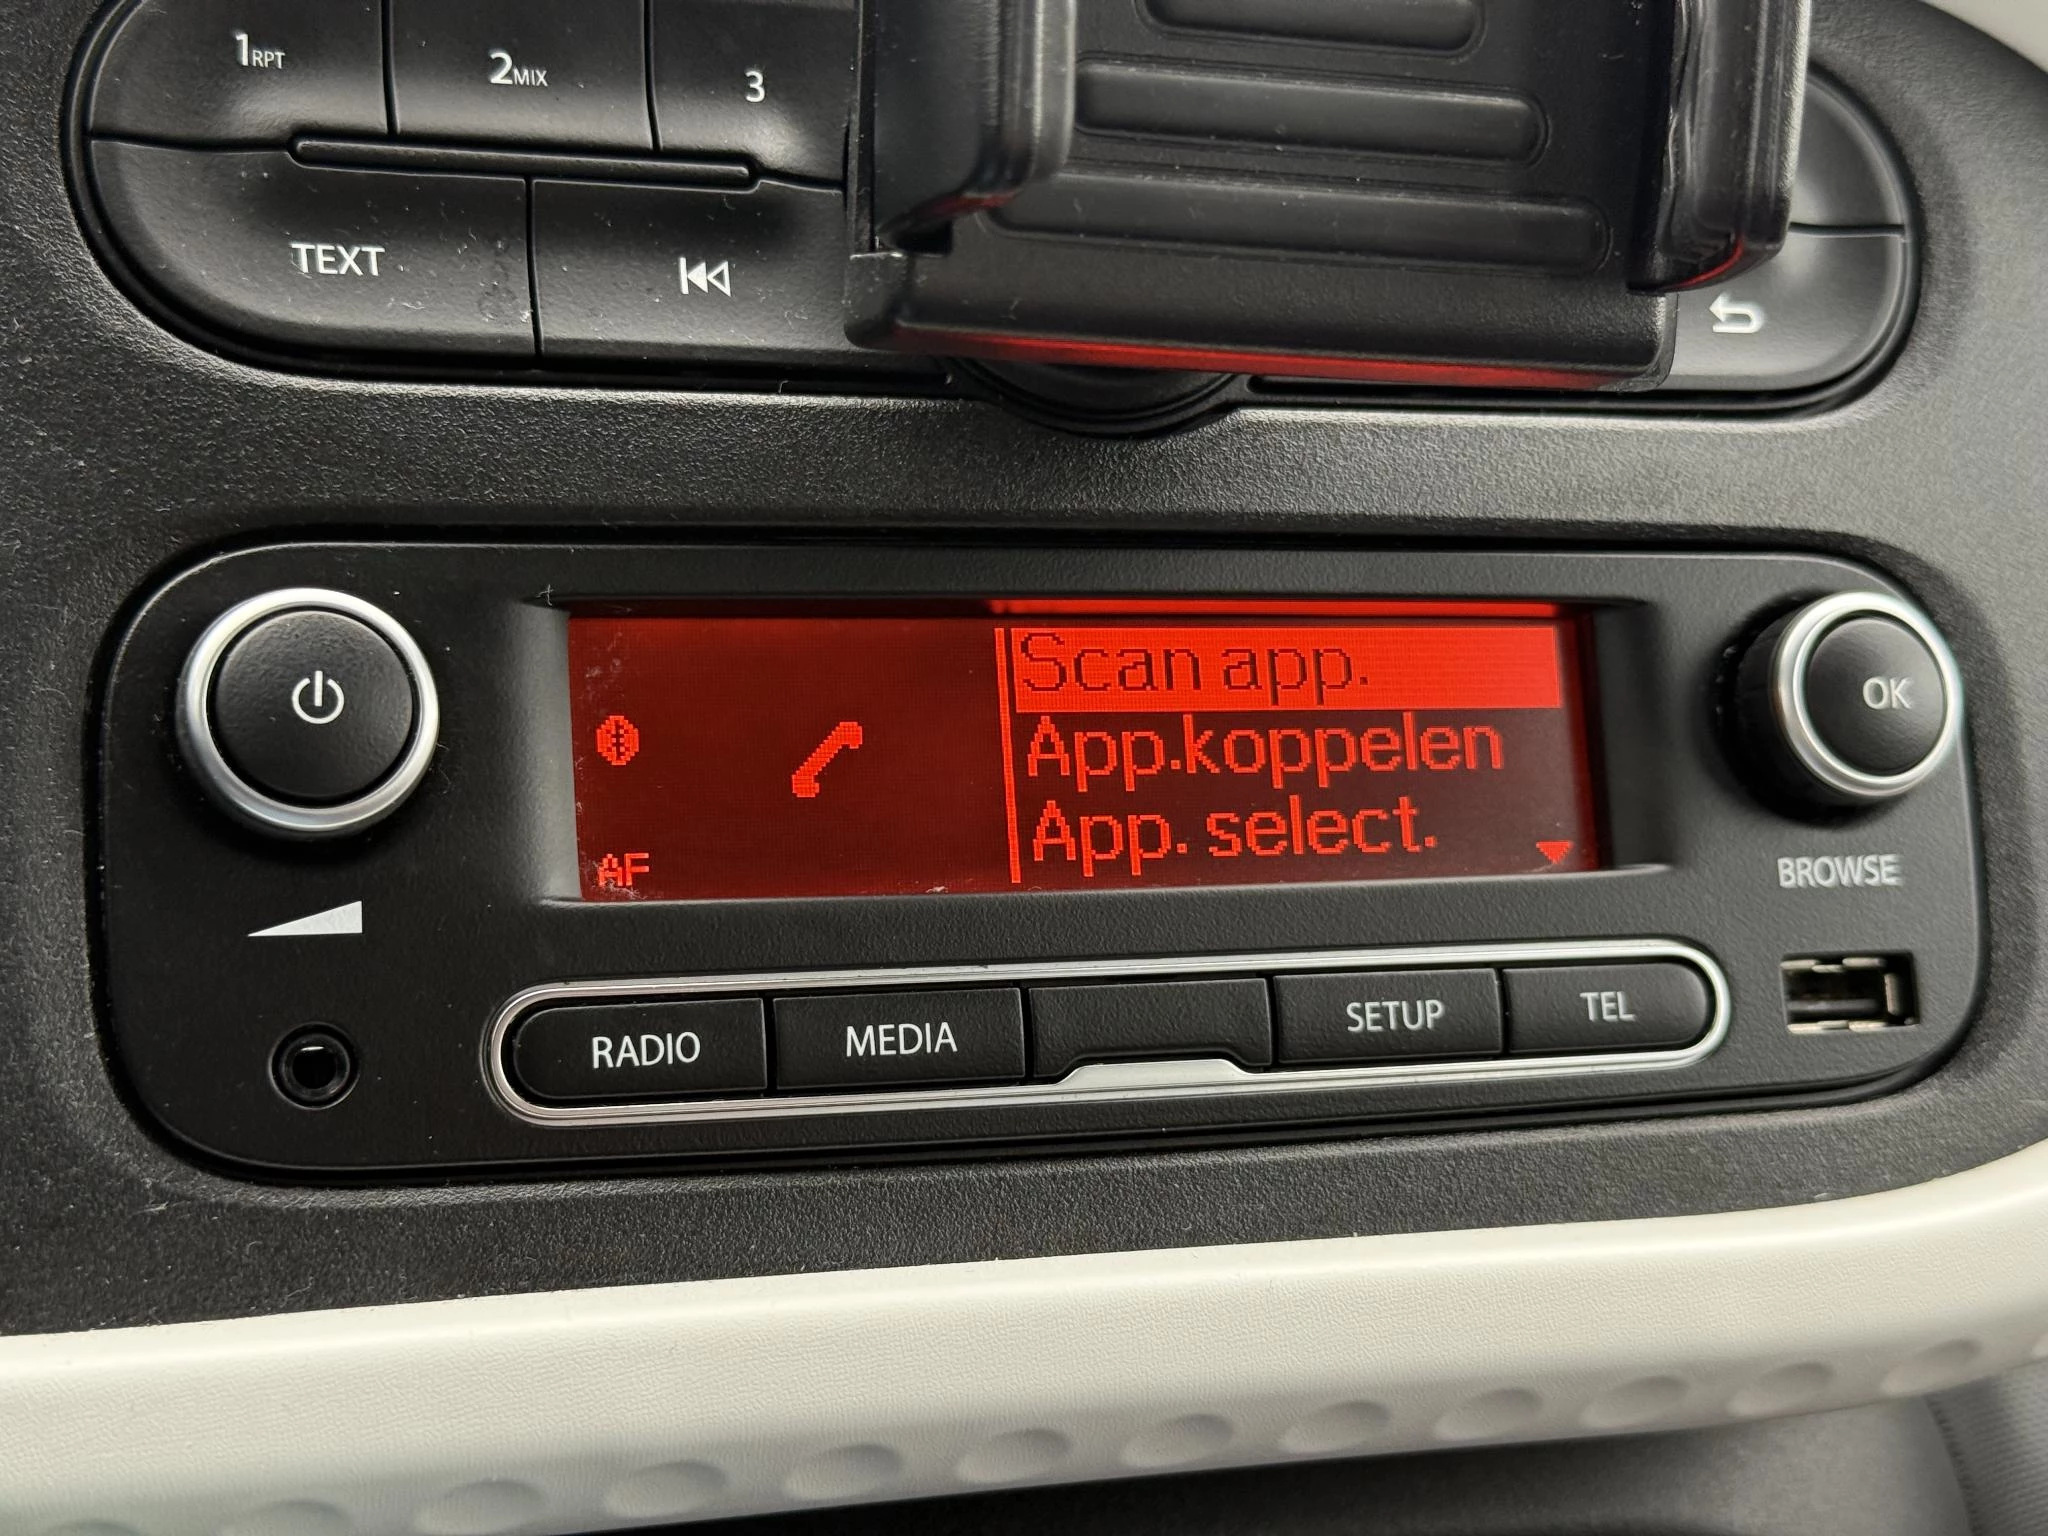 1RPT
2MIX
3
TEXT
Scan app.
App.koppelen
App. select.
AF
OK
BROWSE
RADIO
MEDIA
SETUP
TEL